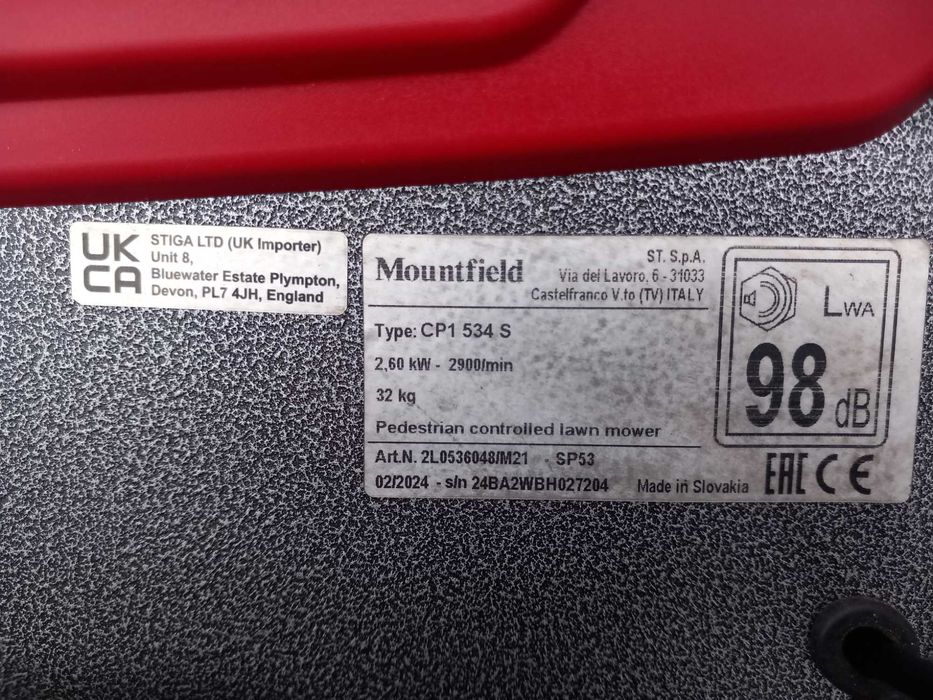 UK
CA
STIGA LTD (UK Importer)
Unit 8,
Bluewater Estate Plympton,
Devon, PL7 4JH, England
Mountfield
ST. S.p.A.
Via del Lavoro, 6 - 31033
Castelfranco V.to (TV) ITALY
Type: CP1 534 S
2,60 kW - 2900/min
32 kg
Pedestrian controlled lawn mower
Art.N. 2L0536048/M21 - SP53
02/2024 - s/n 24BA2WBH027204 Made in Slovakia
LWA
98 dB
EAC CE